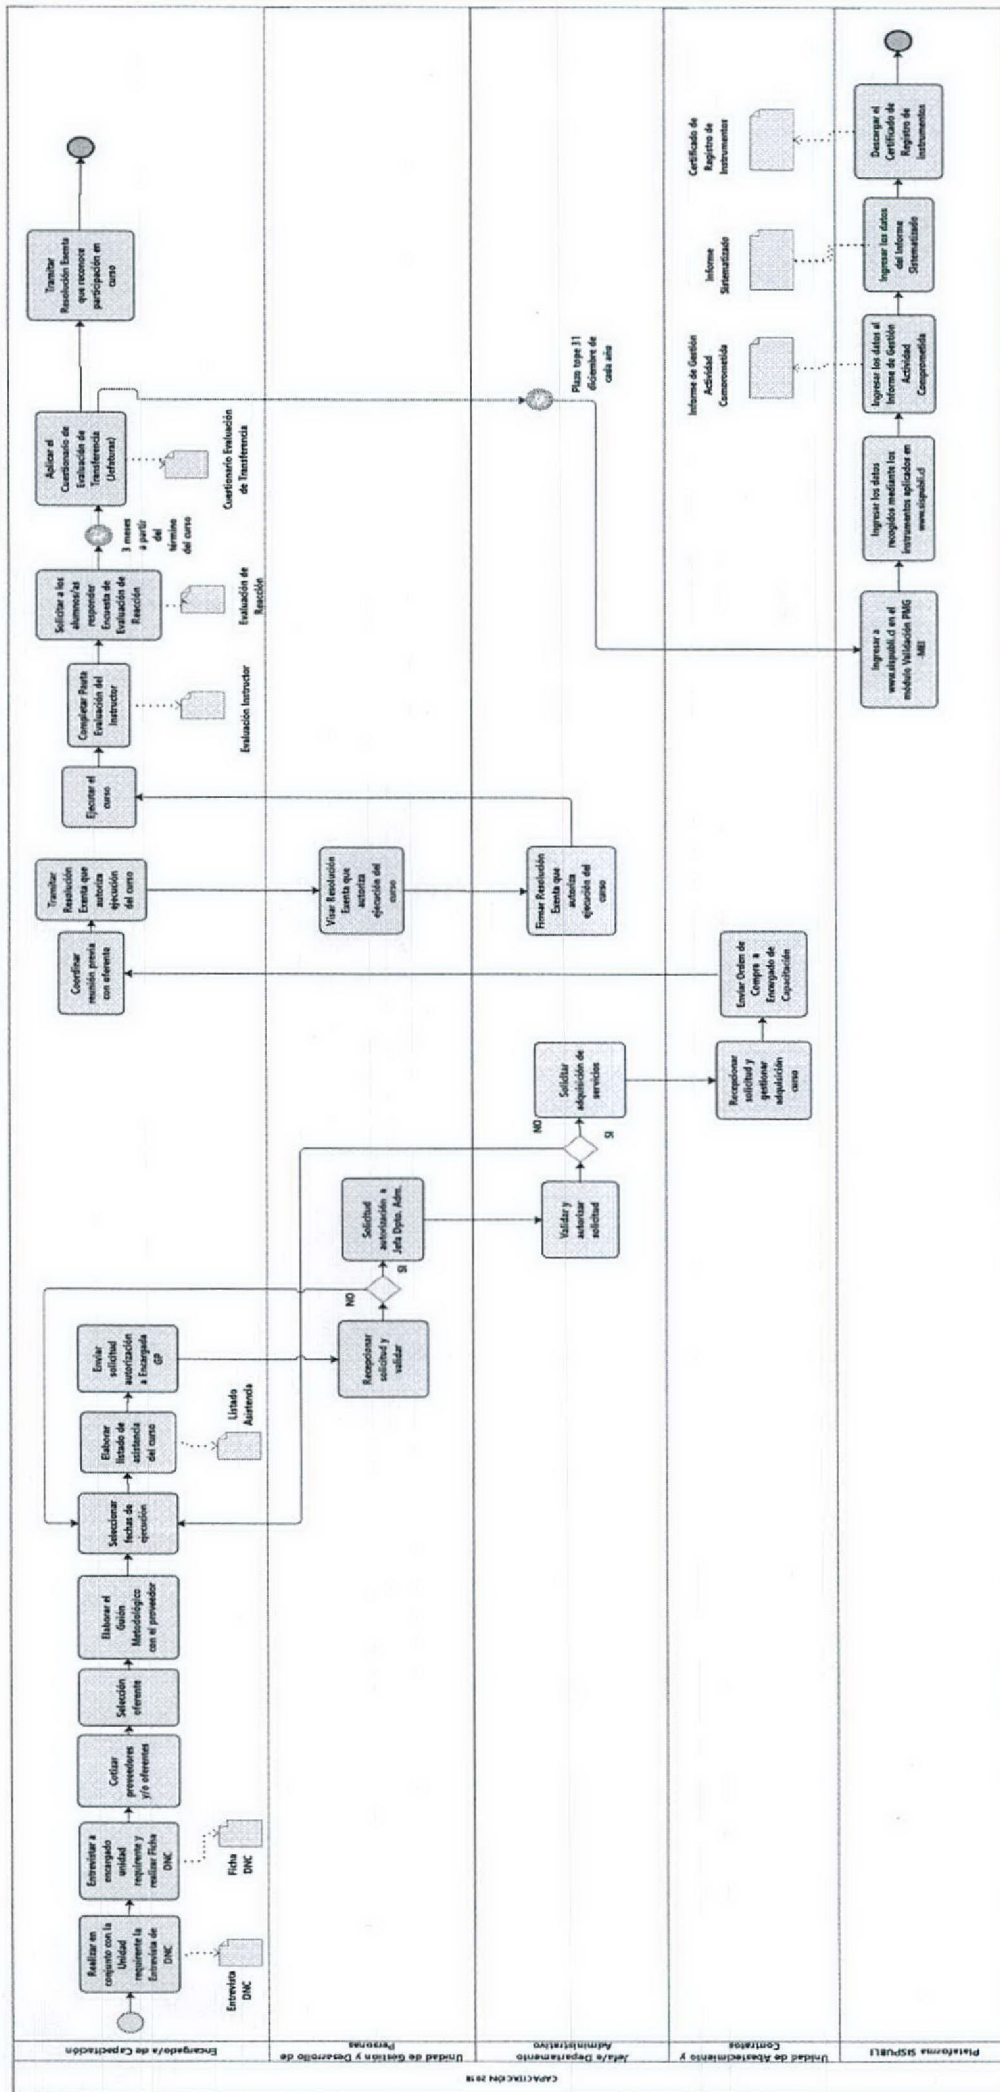 CAPACITACIÓN 2018
Encargado/a de Capacitación
Realizar en
conjunto con la
Unidad
requirente la
Entrevista de
DNC
Entrevista
DNC
Entrevistar a
encargado
unidad
requirente y
realizar Ficha
DNC
Ficha
DNC
Cotizar
proveedores
y/o oferentes
Selección
oferente
Elaborar el
Guión
Metodológico
con el proveedor
Seleccionar
fechas de
ejecución
Elaborar
listado de
asistencia
del curso
Listado
Asistencia
Enviar
solicitud
autorización
a Encargada
GP
Coordinar
reunión previa
con oferente
Tramitar
Resolución
Exenta que
autoriza
ejecución
del curso
Ejecutar el
curso
Completar Pauta
Evaluación del
Instructor
Evaluación Instructor
Solicitar a los
alumnos/as
responder
Encuesta de
Evaluación de
Reacción
Evaluación de
Reacción
3 meses
a partir
del
término
del curso
Aplicar el
Cuestionario de
Evaluación de
Transferencia
(Jefaturas)
Cuestionario Evaluación
de Transferencia
Tramitar
Resolución Exenta
que reconoce
participación en
curso
Unidad de Gestión y Desarrollo de
Personas
Recepcionar
solicitud y
validar
NO
SI
Solicitud
autorización a
Jefa Dpto. Adm.
Visar Resolución
Exenta que
autoriza
ejecución del
curso
Jefa/e Departamento
Administrativo
Validar y
autorizar
solicitud
NO
SI
Solicitar
adquisición de
servicios
Firmar Resolución
Exenta que
autoriza
ejecución del
curso
Plazo tope 31
diciembre de
cada año
Unidad de Abastecimiento y
Contratos
Recepcionar
solicitud y
gestionar
adquisición
curso
Enviar Orden de
Compra a
Encargado de
Capacitación
Informe de Gestión
Actividad
Comprometida
Informe
Sistematizado
Certificado de
Registro de
Instrumentos
Plataforma SISPUBLI
Ingresar a
www.sispubli.cl en el
módulo Validación PMG
-MEI
Ingresar los datos
recogidos mediante los
instrumentos aplicados en
www.sispubli.cl
Ingresar los datos al
Informe de Gestión
Actividad
Comprometida
Ingresar los datos
del Informe
Sistematizado
Descargar el
Certificado de
Registro de
Instrumentos